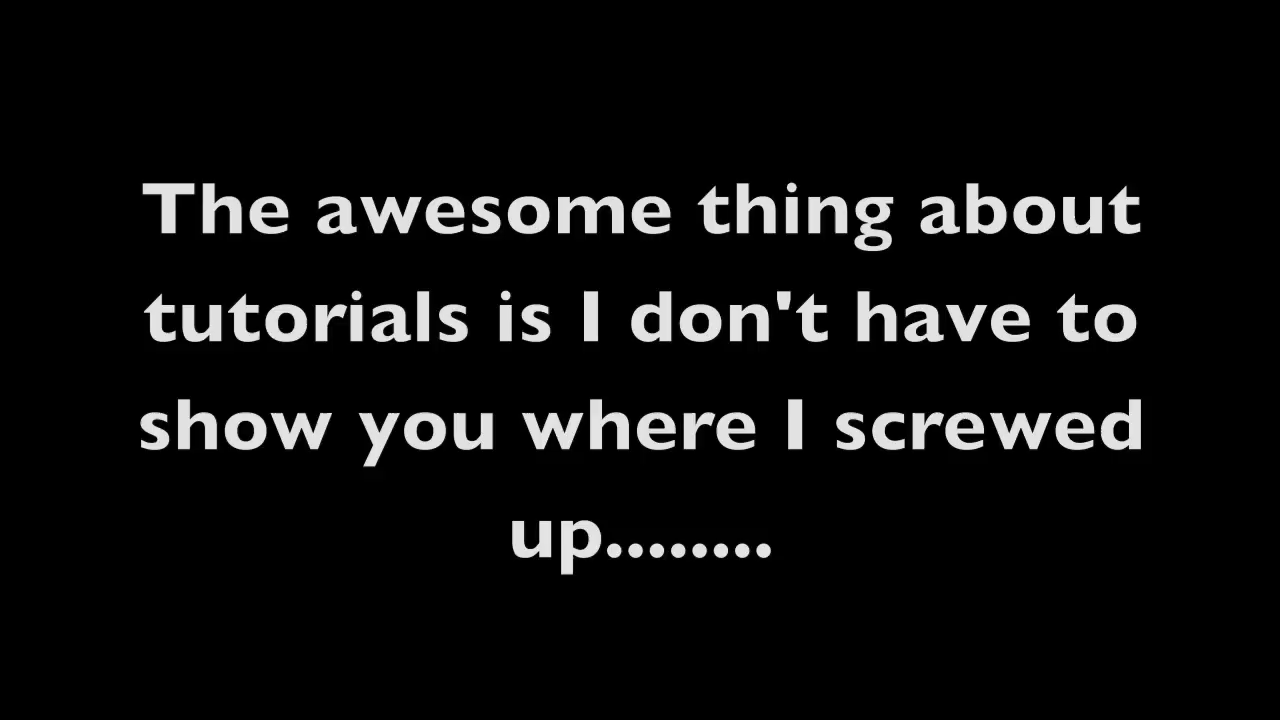 The awesome thing about
tutorials is I don't have to
show you where I screwed
up........